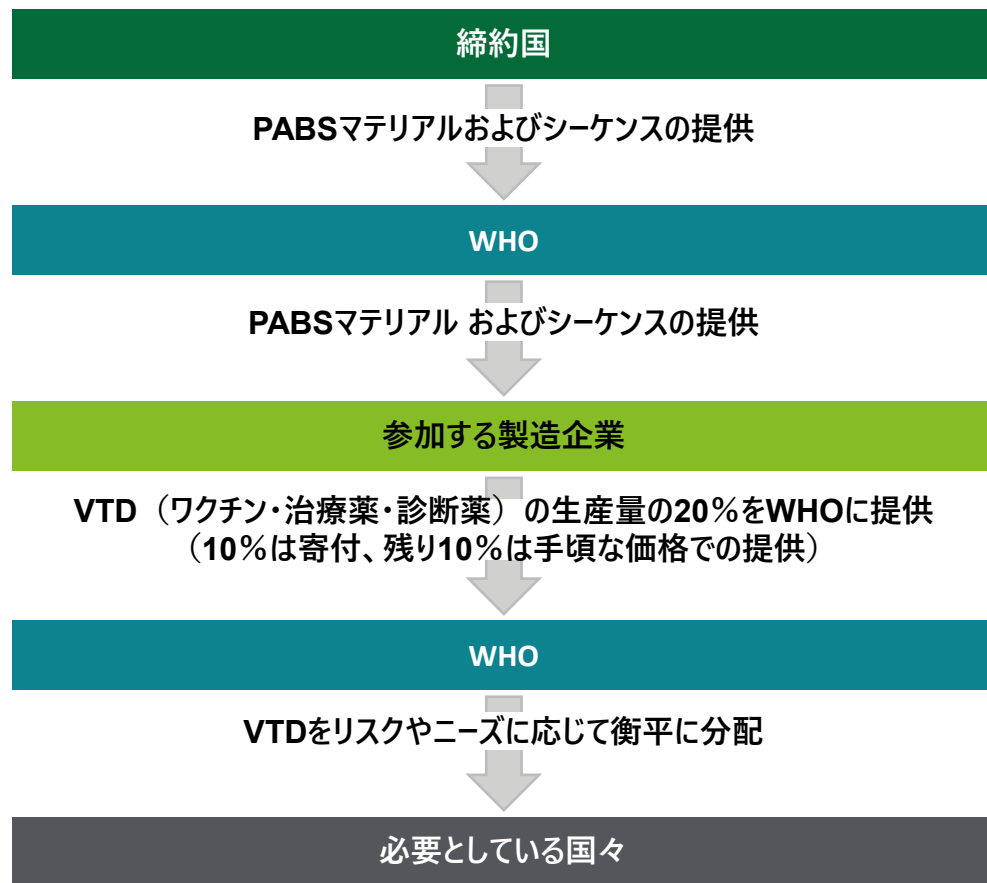 締約国
PABSマテリアルおよびシーケンスの提供
WHO
PABSマテリアル およびシーケンスの提供
参加する製造企業
VTD（ワクチン・治療薬・診断薬）の生産量の20％をWHOに提供
（10％は寄付、残り10％は手頃な価格での提供）
WHO
VTDをリスクやニーズに応じて衡平に分配
必要としている国々